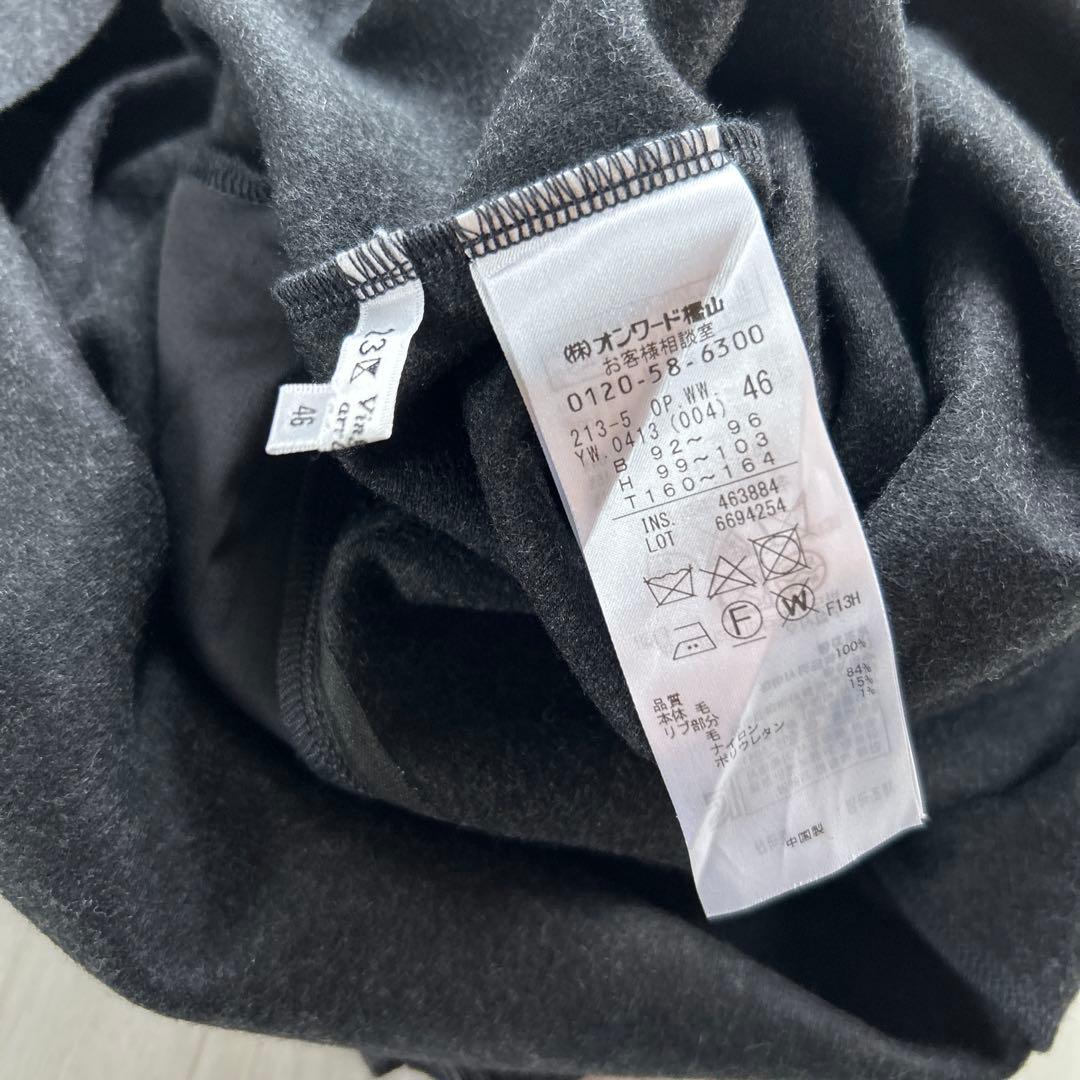 (株)オンワード樫山
お客様相談室
0120-58-6300
213-5 OP WW. 46
YW.0413 (004)
B 92~ 96
H 99~103
T160~164
INS. 463884
LOT 6694254
F W F13H
品質
本体 毛 100%
リブ部分
毛 84%
ナイロン 15%
ポリウレタン 1%
中国製
46